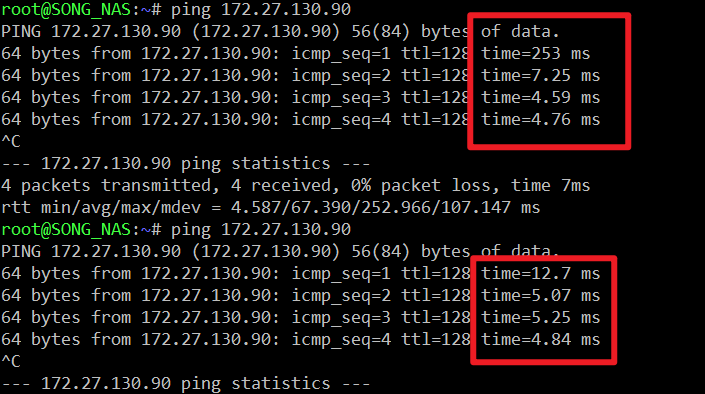 root@SONG_NAS:~# ping 172.27.130.90
PING 172.27.130.90 (172.27.130.90) 56(84) bytes of data.
64 bytes from 172.27.130.90: icmp_seq=1 ttl=128 time=253 ms
64 bytes from 172.27.130.90: icmp_seq=2 ttl=128 time=7.25 ms
64 bytes from 172.27.130.90: icmp_seq=3 ttl=128 time=4.59 ms
64 bytes from 172.27.130.90: icmp_seq=4 ttl=128 time=4.76 ms
^C
--- 172.27.130.90 ping statistics ---
4 packets transmitted, 4 received, 0% packet loss, time 7ms
rtt min/avg/max/mdev = 4.587/67.390/252.966/107.147 ms
root@SONG_NAS:~# ping 172.27.130.90
PING 172.27.130.90 (172.27.130.90) 56(84) bytes of data.
64 bytes from 172.27.130.90: icmp_seq=1 ttl=128 time=12.7 ms
64 bytes from 172.27.130.90: icmp_seq=2 ttl=128 time=5.07 ms
64 bytes from 172.27.130.90: icmp_seq=3 ttl=128 time=5.25 ms
64 bytes from 172.27.130.90: icmp_seq=4 ttl=128 time=4.84 ms
^C
--- 172.27.130.90 ping statistics ---